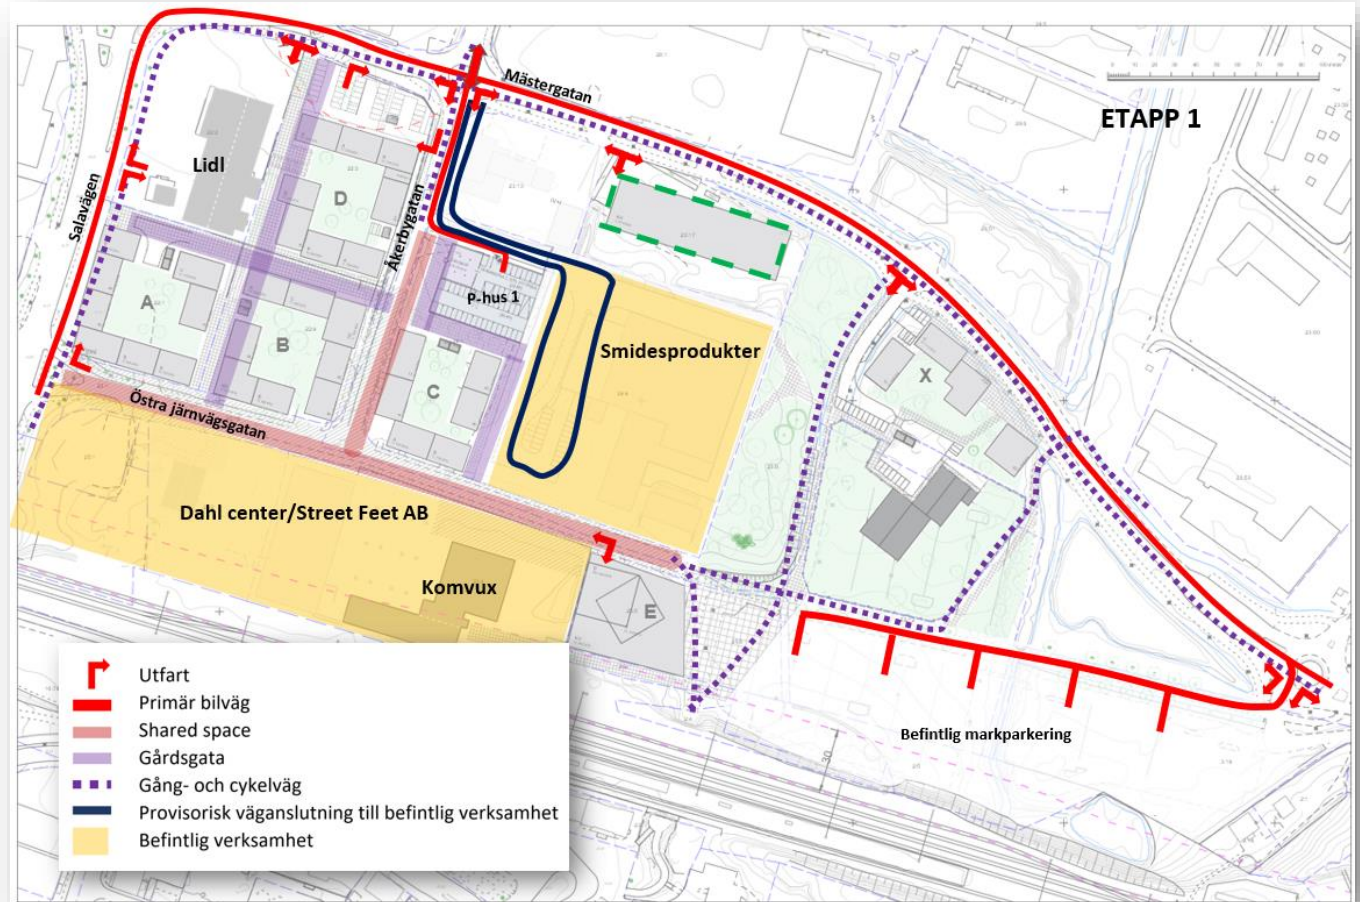 ETAPP 1
Mästergatan
Lidl
Salavägen
D
Åkerbygatan
P-hus 1
A
B
C
Smidesprodukter
X
Östra järnvägsgatan
Dahl center/Street Feet AB
Komvux
E
Befintlig markparkering
30
Utfart
Primär bilväg
Shared space
Gårdsgata
Gång- och cykelväg
Provisorisk väganslutning till befintlig verksamhet
Befintlig verksamhet